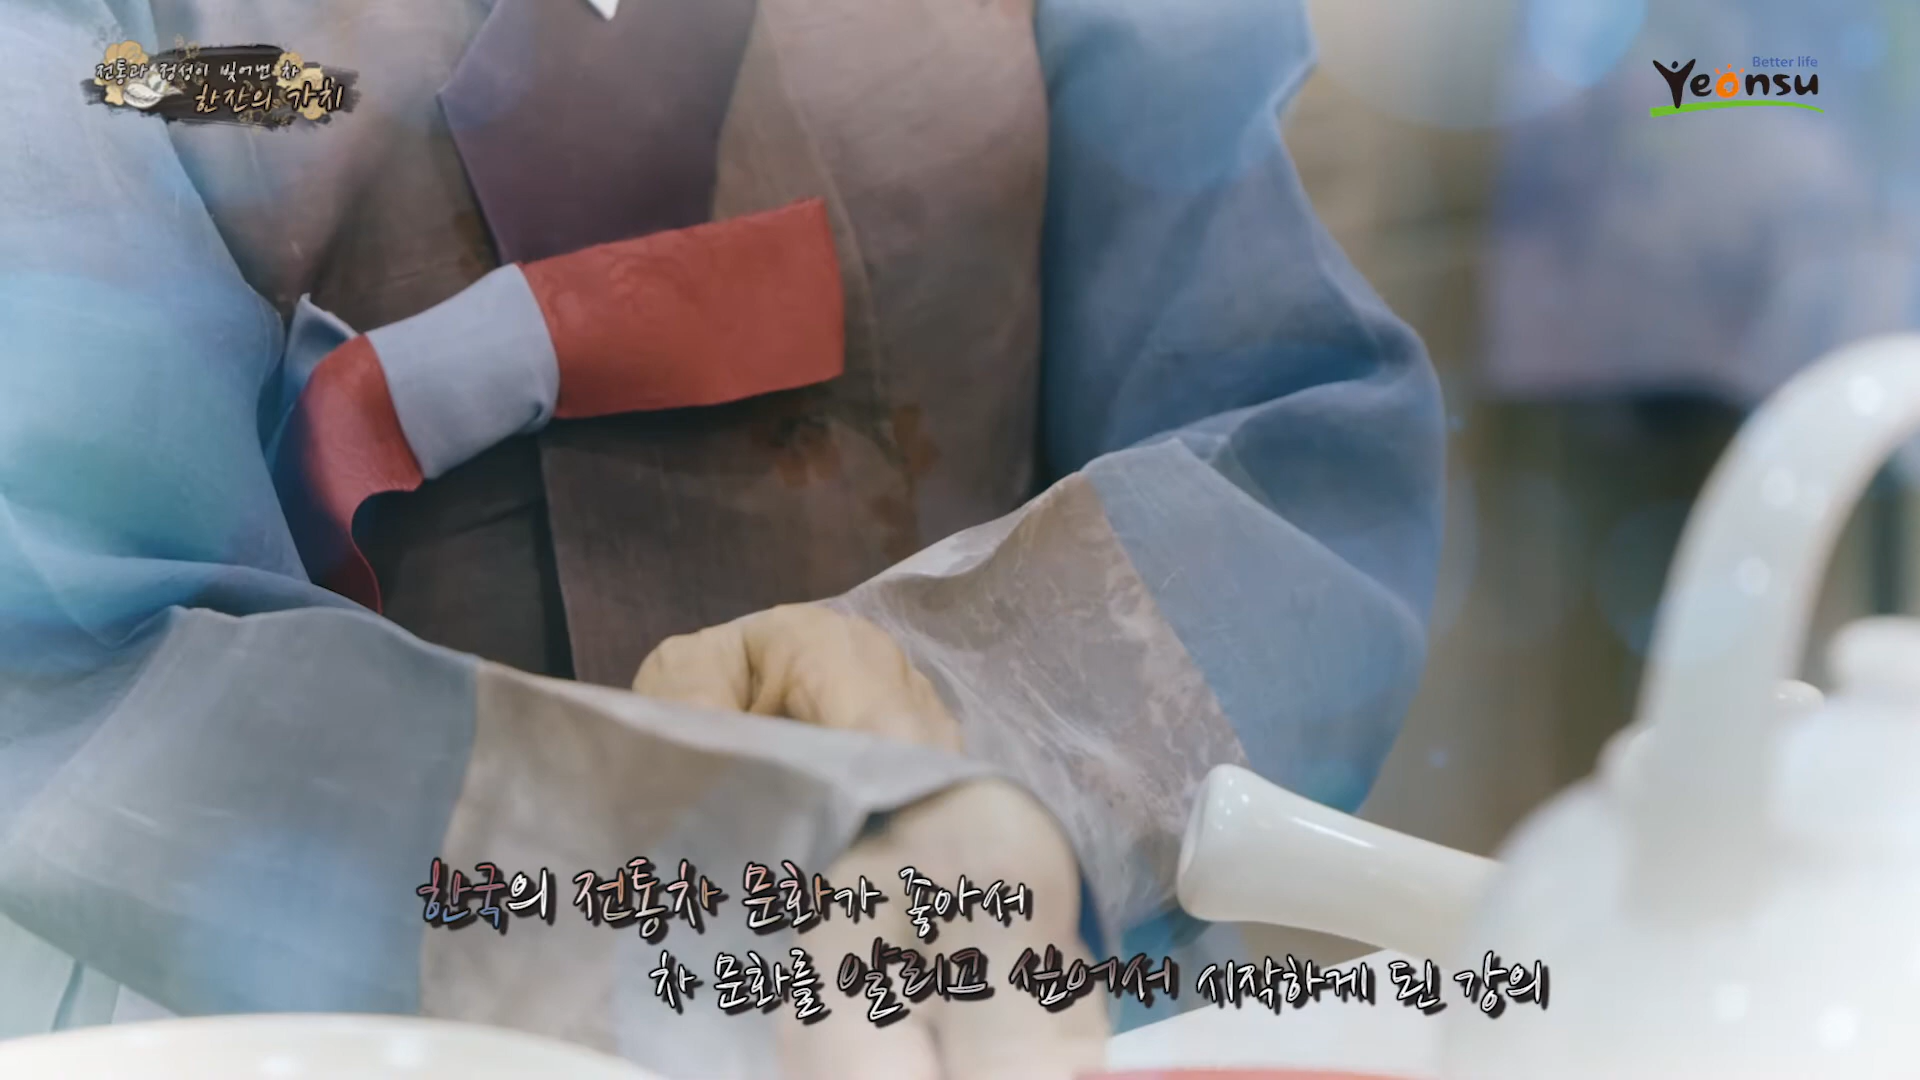 전통과 정성이 빚어낸 차
한잔의 가치
Better life
Yeonsu
한국의 전통차 문화가 좋아서
차 문화를 알리고 싶어서 시작하게 된 강의